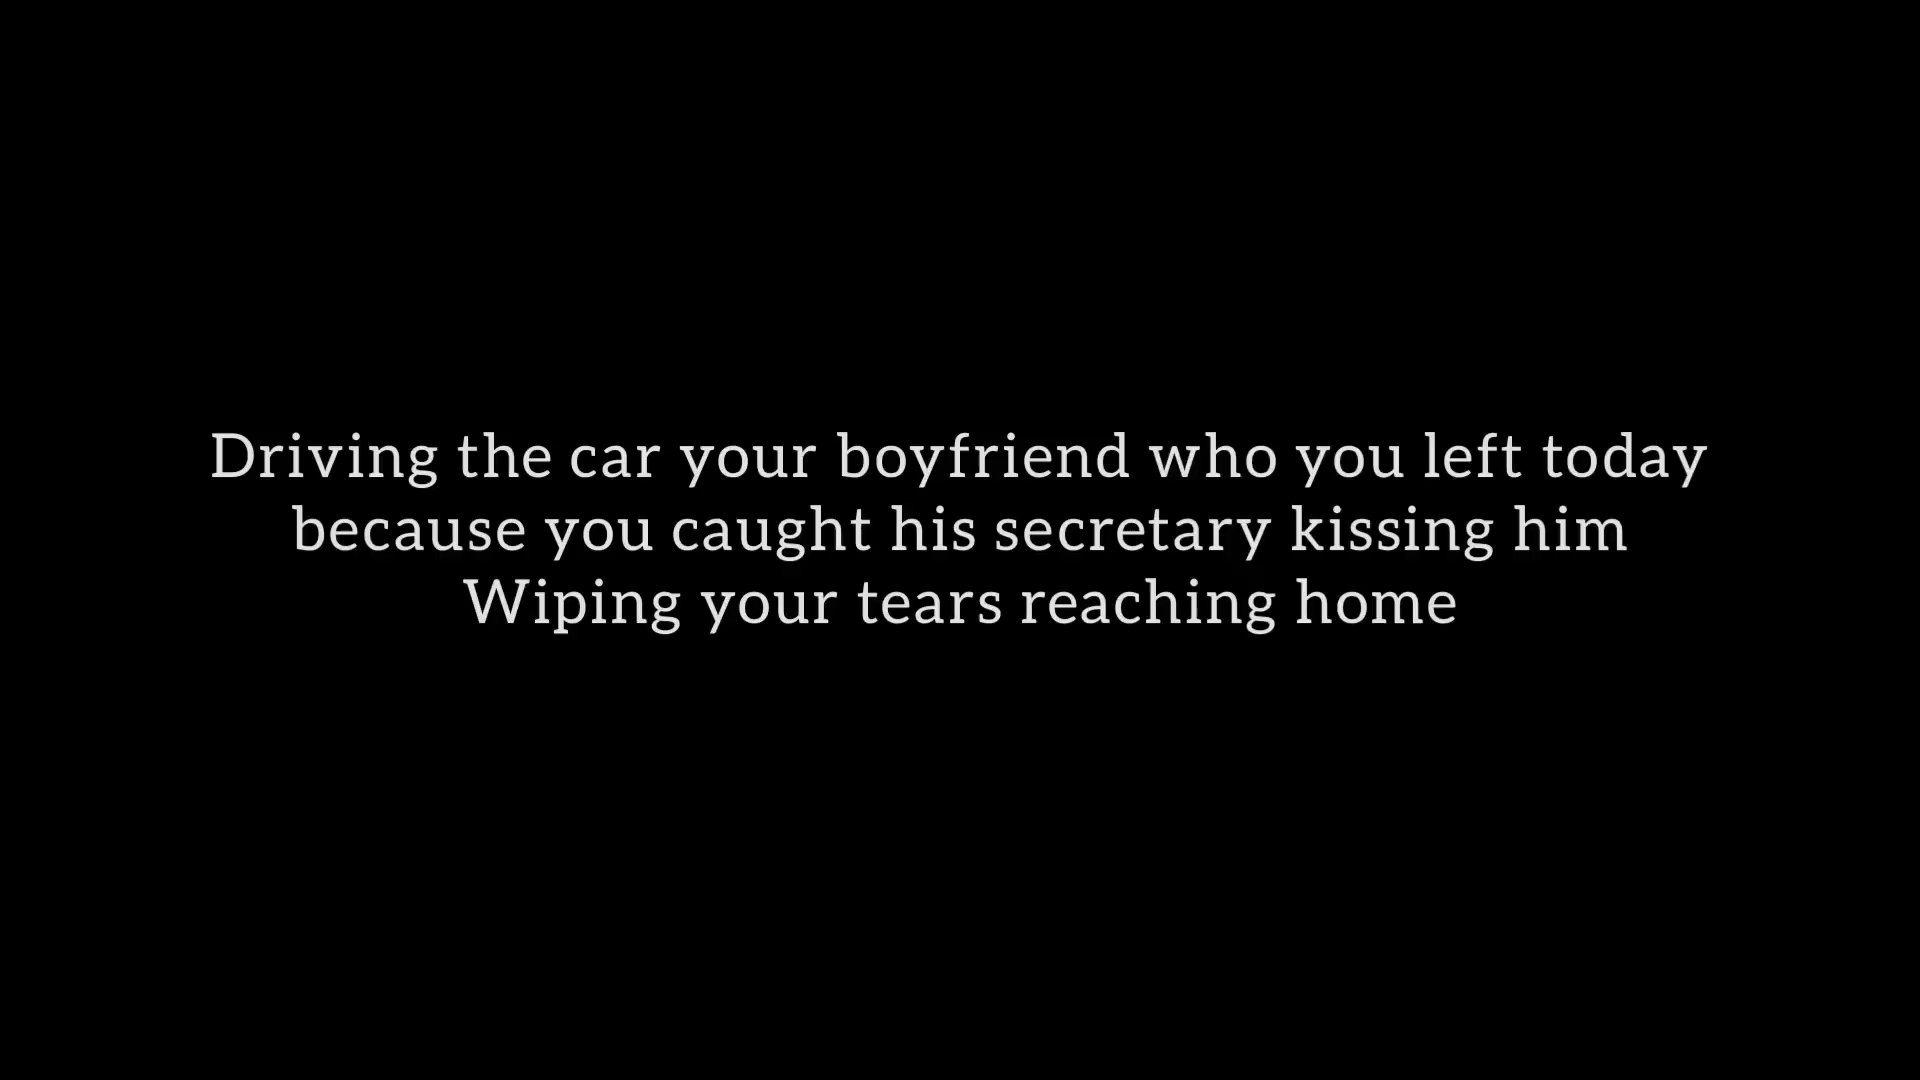 Driving the car your boyfriend who you left today
because you caught his secretary kissing him
Wiping your tears reaching home